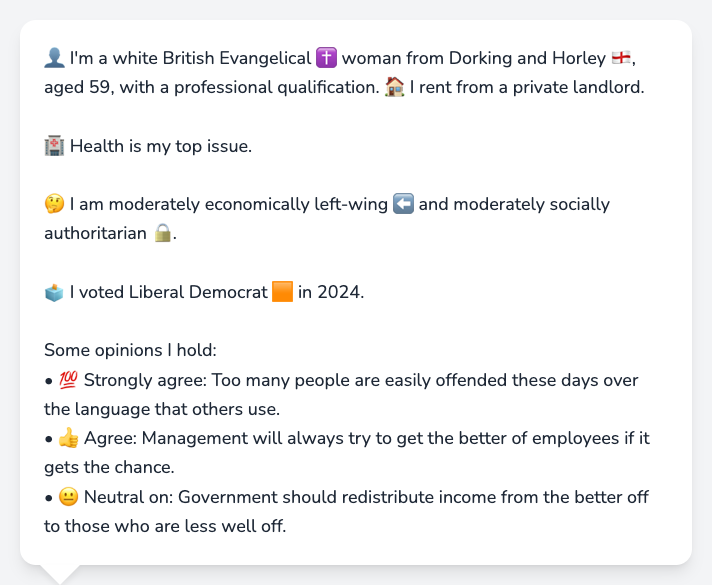 👤 I'm a white British Evangelical ✝️ woman from Dorking and Horley 🏴󠁧󠁢󠁥󠁮󠁧󠁿,
aged 59, with a professional qualification. 🏠 I rent from a private landlord.
🏥 Health is my top issue.
🤔 I am moderately economically left-wing ⬅️ and moderately socially
authoritarian 🔒.
🗳️ I voted Liberal Democrat 🟧 in 2024.
Some opinions I hold:
• 💯 Strongly agree: Too many people are easily offended these days over
the language that others use.
• 👍 Agree: Management will always try to get the better of employees if it
gets the chance.
• 😐 Neutral on: Government should redistribute income from the better off
to those who are less well off.